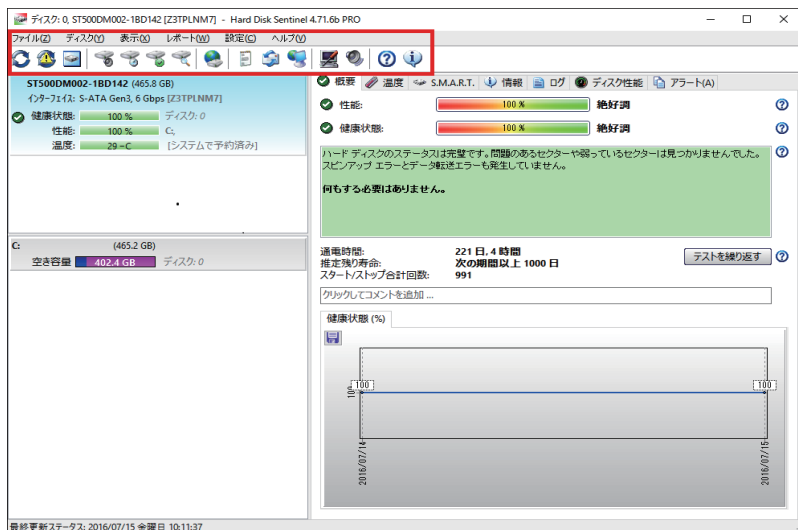 ディスク: 0, ST500DM002-1BD142 [Z3TPLNM7] - Hard Disk Sentinel 4.71.6b PRO
ファイル(Z) ディスク(Y) 表示(X) レポート(W) 設定(C) ヘルプ(V)
ST500DM002-1BD142 (465.8 GB)
インターフェイス: S-ATA Gen3, 6 Gbps [Z3TPLNM7]
健康状態: 100 % ディスク: 0
性能: 100 % C:,
温度: 29 ~C [システムで予約済み]
C: (465.2 GB)
空き容量 402.4 GB ディスク: 0
概要 温度 S.M.A.R.T. 情報 ログ ディスク性能 アラート(A)
性能: 100 % 絶好調
健康状態: 100 % 絶好調
ハード ディスクのステータスは完璧です。問題のあるセクターや弱っているセクターは見つかりませんでした。
スピンアップ エラーとデータ転送エラーも発生していません。
何もする必要はありません。
通電時間: 221 日, 4 時間
推定残り寿命: 次の期間以上 1000 日
スタート/ストップ合計回数: 991
テストを繰り返す
クリックしてコメントを追加 ...
健康状態 (%)
100
100
100
2016/07/14
2016/07/15
最終更新ステータス: 2016/07/15 金曜日 10:11:37